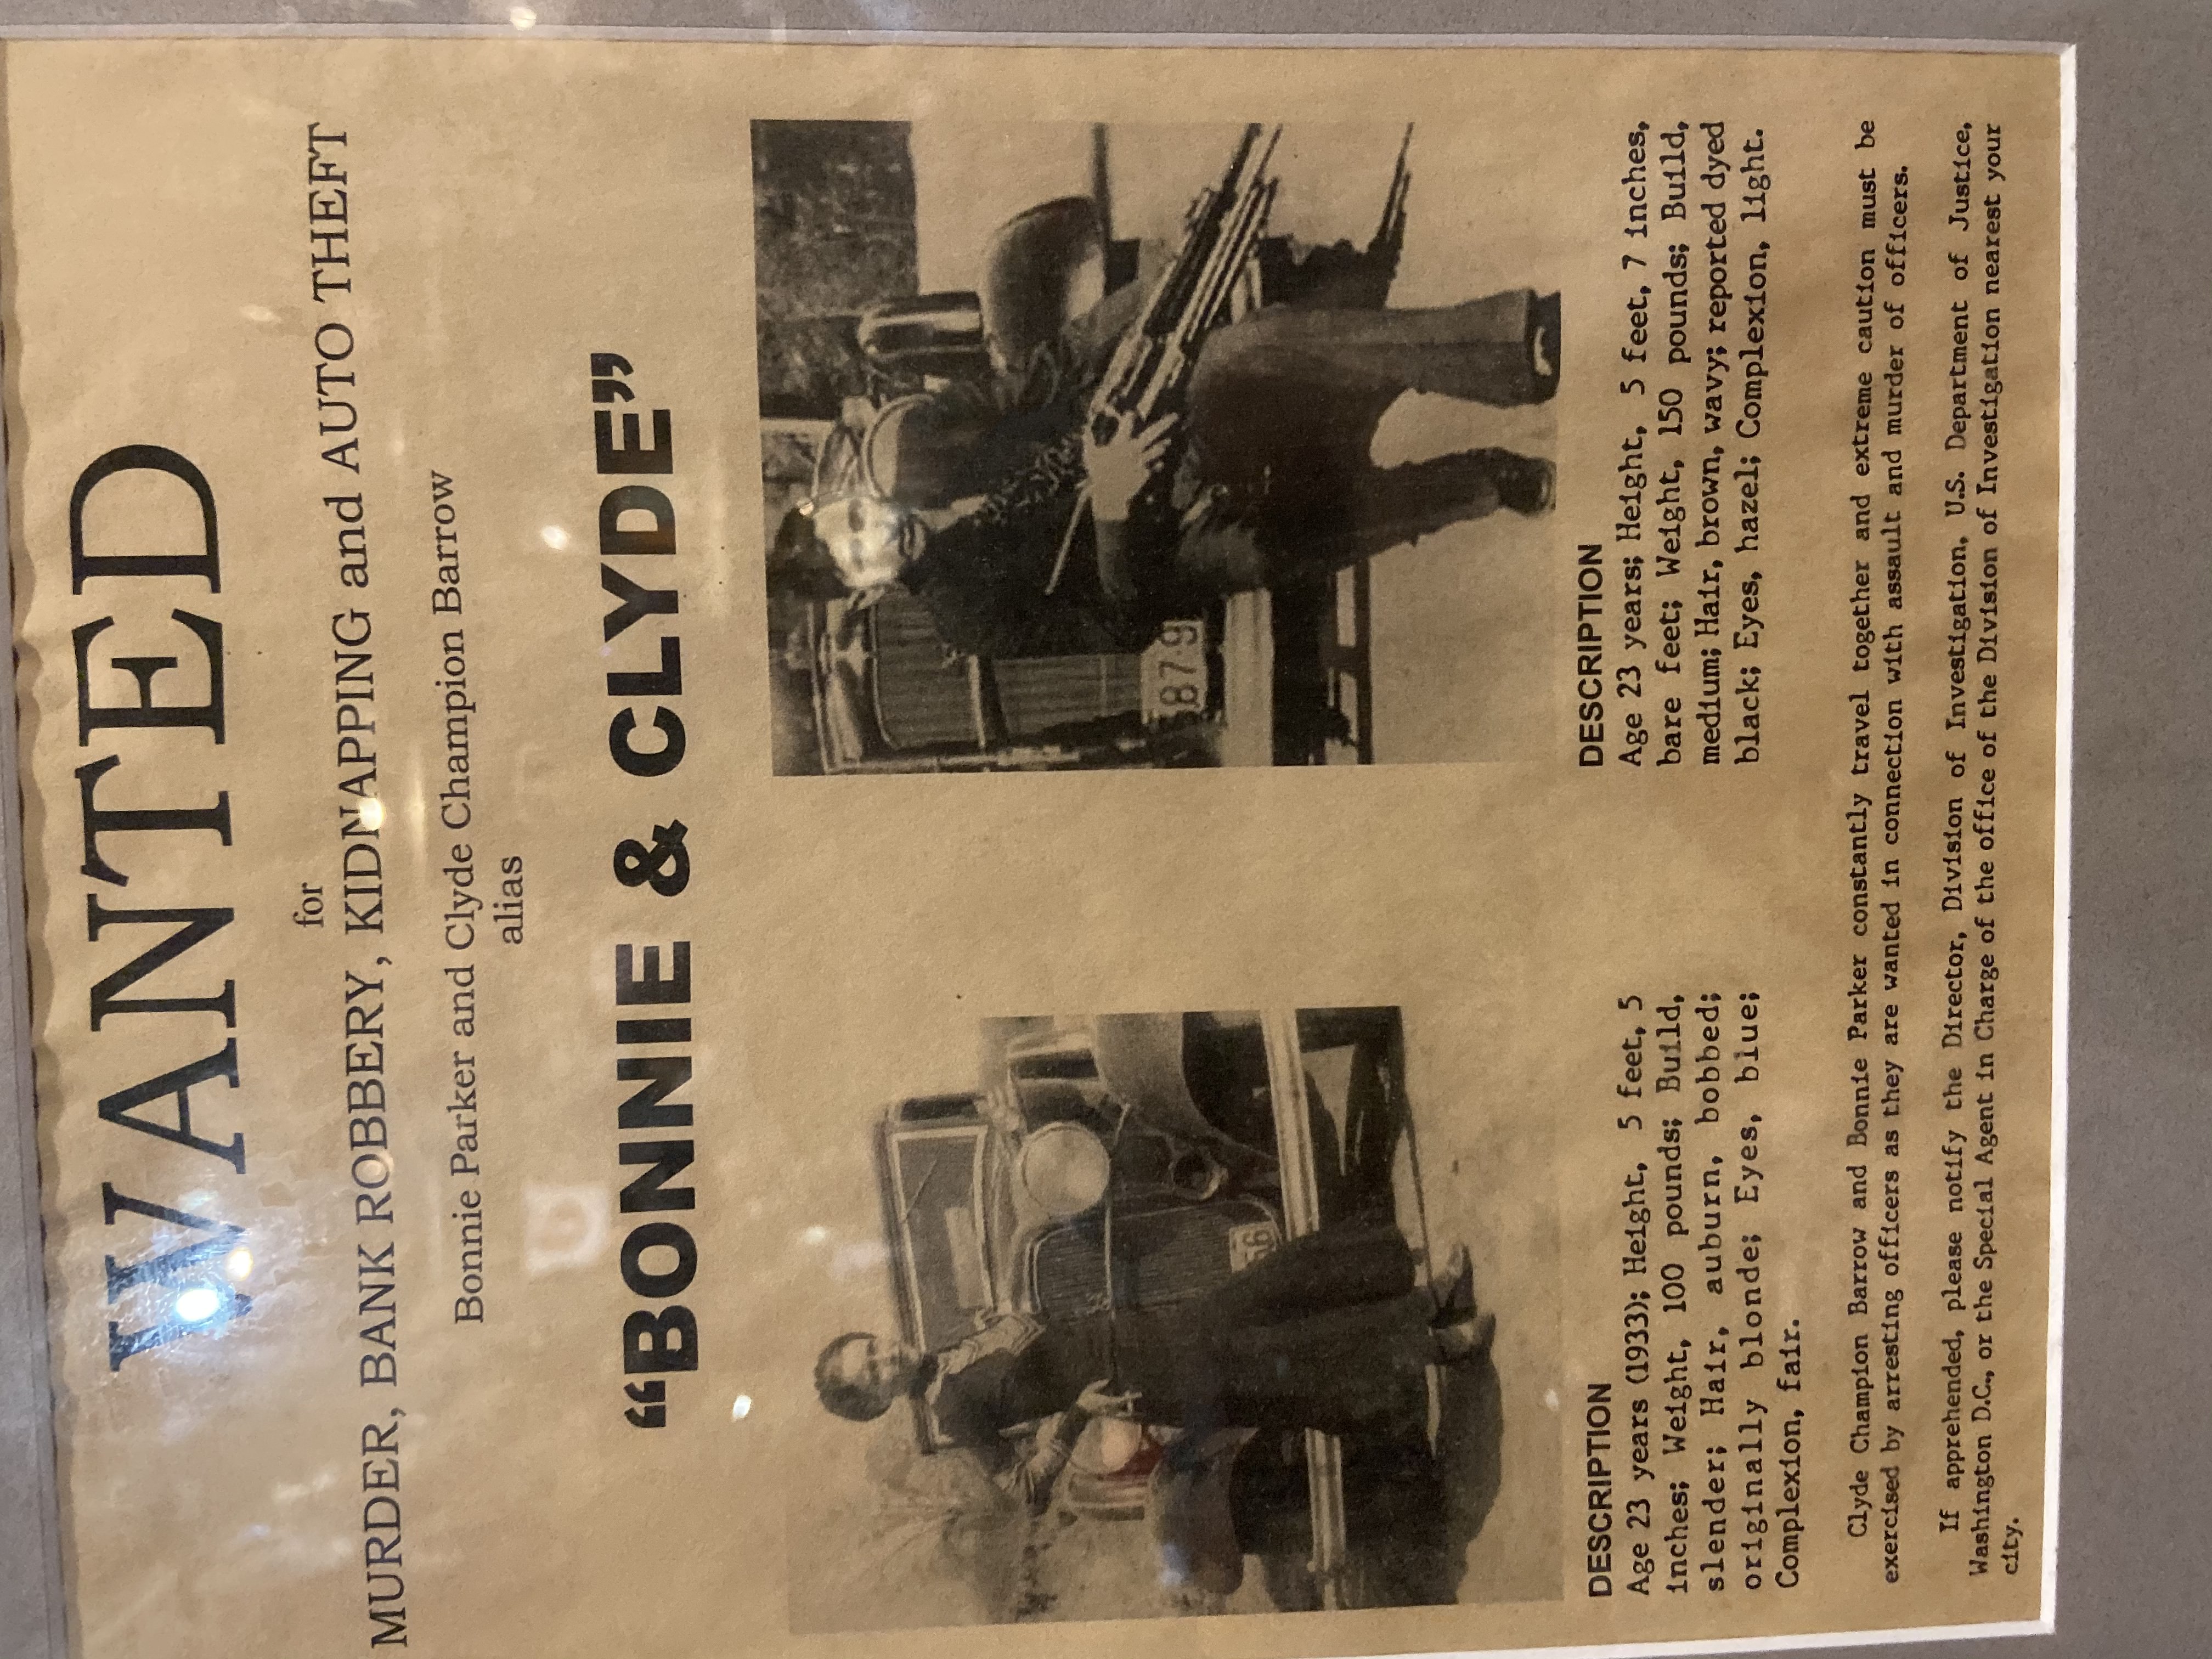 WANTED
for
MURDER, BANK ROBBERY, KIDNAPPING and AUTO THEFT
Bonnie Parker and Clyde Champion Barrow
alias
“BONNIE & CLYDE”
56
587·9
DESCRIPTION
Age 23 years (1933); Height, 5 feet, 5
inches; Weight, 100 pounds; Build,
slender; Hair, auburn, bobbed;
originally blonde; Eyes, blue;
Complexion, fair.
DESCRIPTION
Age 23 years; Height, 5 feet, 7 inches,
bare feet; Weight, 150 pounds; Build,
medium; Hair, brown, wavy; reported dyed
black; Eyes, hazel; Complexion, light.
Clyde Champion Barrow and Bonnie Parker constantly travel together and extreme caution must be
exercised by arresting officers as they are wanted in connection with assault and murder of officers.
If apprehended, please notify the Director, Division of Investigation, U.S. Department of Justice,
Washington D.C., or the Special Agent in Charge of the office of the Division of Investigation nearest your
city.